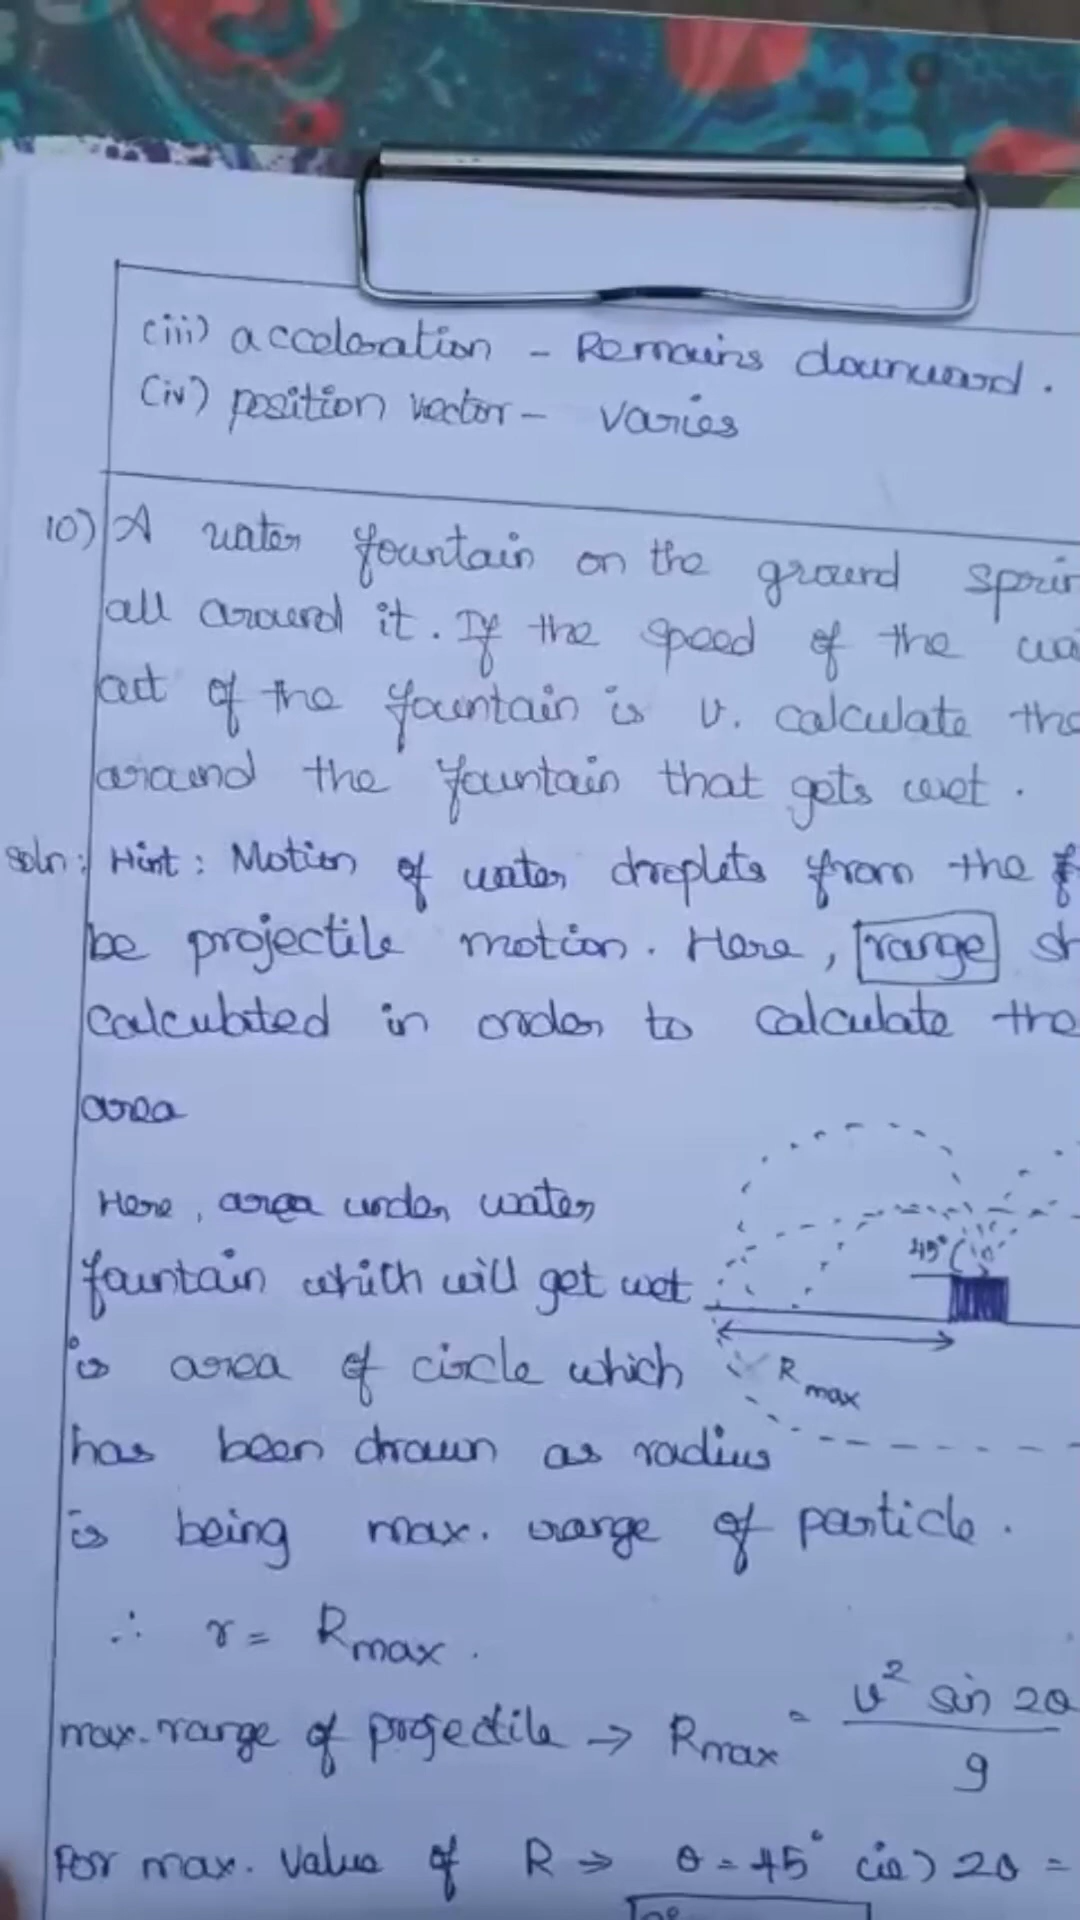 (iii) acceleration - Remains downward.
(iv) position vector - varies
10) A water fountain on the ground
all around it. If the speed of the
out of the fountain is v. calculate the
around the fountain that gets wet.
Soln: Hint: Motion of water droplets from the
be projectile motion. Here, range
calculated in order to calculate the
area
Here, area under water
fountain which will get wet
is area of circle which
has been drawn as radius
is being max. range of particle.
45°
R max
∴ r = Rmax.
max. range of projectile → Rmax = u² sin 2θ / g
For max. value of R ⇒ θ = 45° (ie) 2θ =